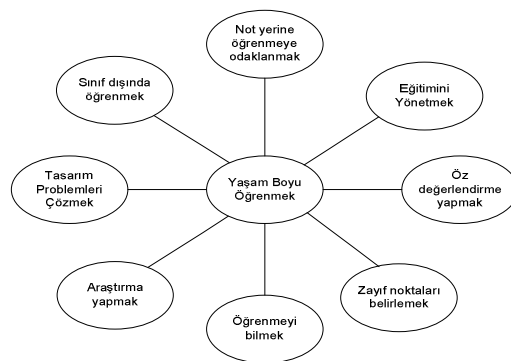 Not yerine
öğrenmeye
odaklanmak
Sınıf dışında
öğrenmek
Eğitimini
Yönetmek
Tasarım
Problemleri
Çözmek
Yaşam Boyu
Öğrenmek
Öz
değerlendirme
yapmak
Araştırma
yapmak
Öğrenmeyi
bilmek
Zayıf noktaları
belirlemek